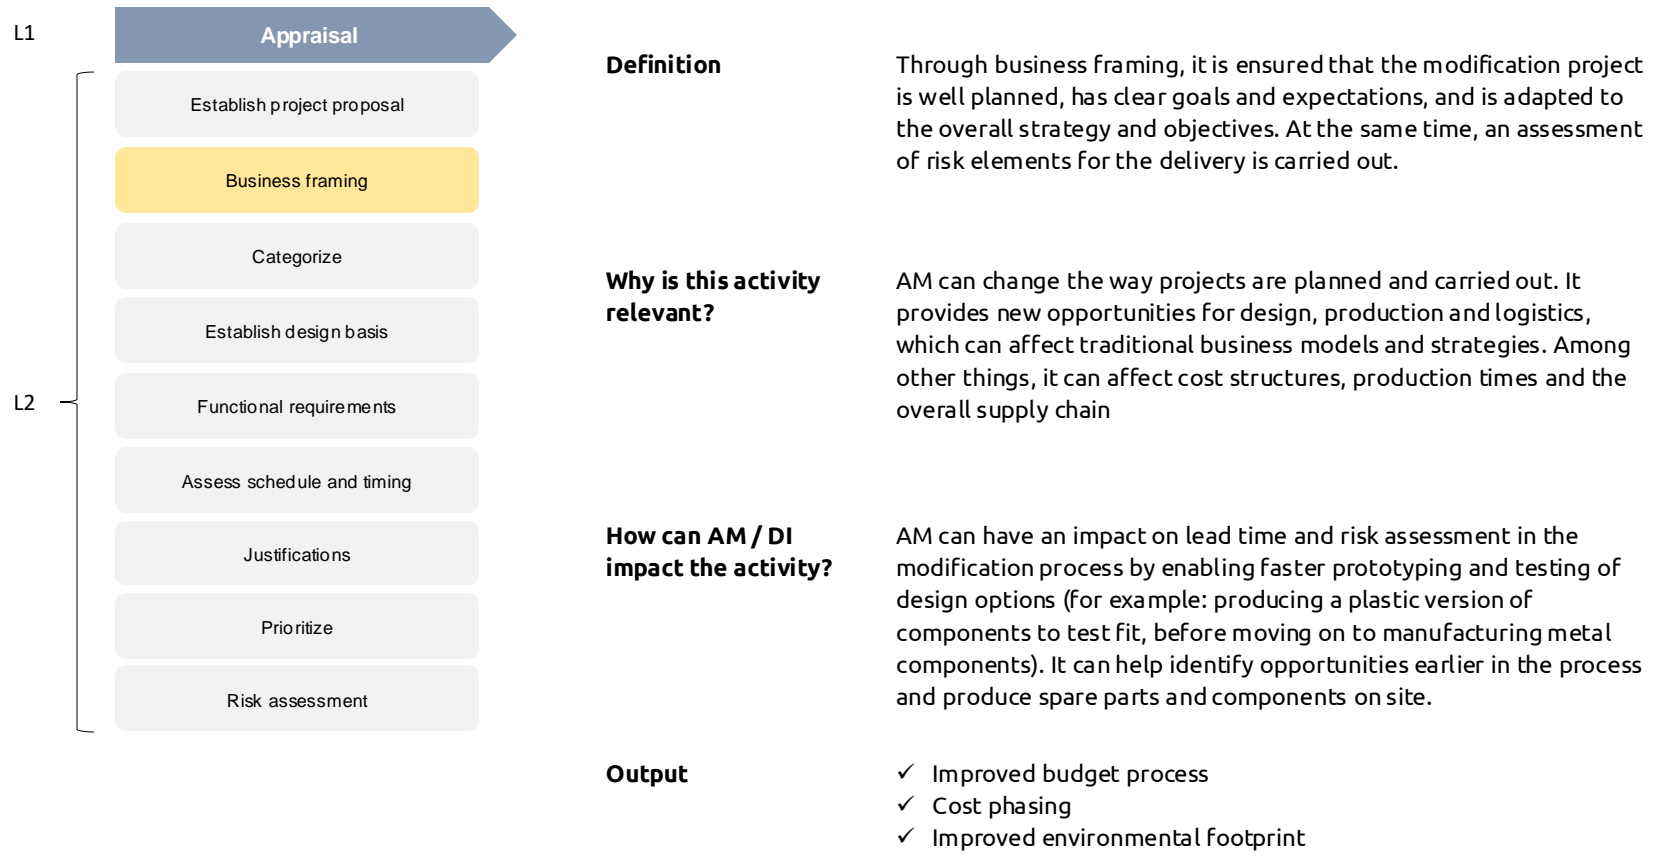 L1
Appraisal
Establish project proposal
Business framing
Categorize
Establish design basis
Functional requirements
L2
Assess schedule and timing
Justifications
Prioritize
Risk assessment
Definition
Through business framing, it is ensured that the modification project
is well planned, has clear goals and expectations, and is adapted to
the overall strategy and objectives. At the same time, an assessment
of risk elements for the delivery is carried out.
Why is this activity
relevant?
AM can change the way projects are planned and carried out. It
provides new opportunities for design, production and logistics,
which can affect traditional business models and strategies. Among
other things, it can affect cost structures, production times and the
overall supply chain
How can AM / DI
impact the activity?
AM can have an impact on lead time and risk assessment in the
modification process by enabling faster prototyping and testing of
design options (for example: producing a plastic version of
components to test fit, before moving on to manufacturing metal
components). It can help identify opportunities earlier in the process
and produce spare parts and components on site.
Output
✓ Improved budget process
✓ Cost phasing
✓ Improved environmental footprint